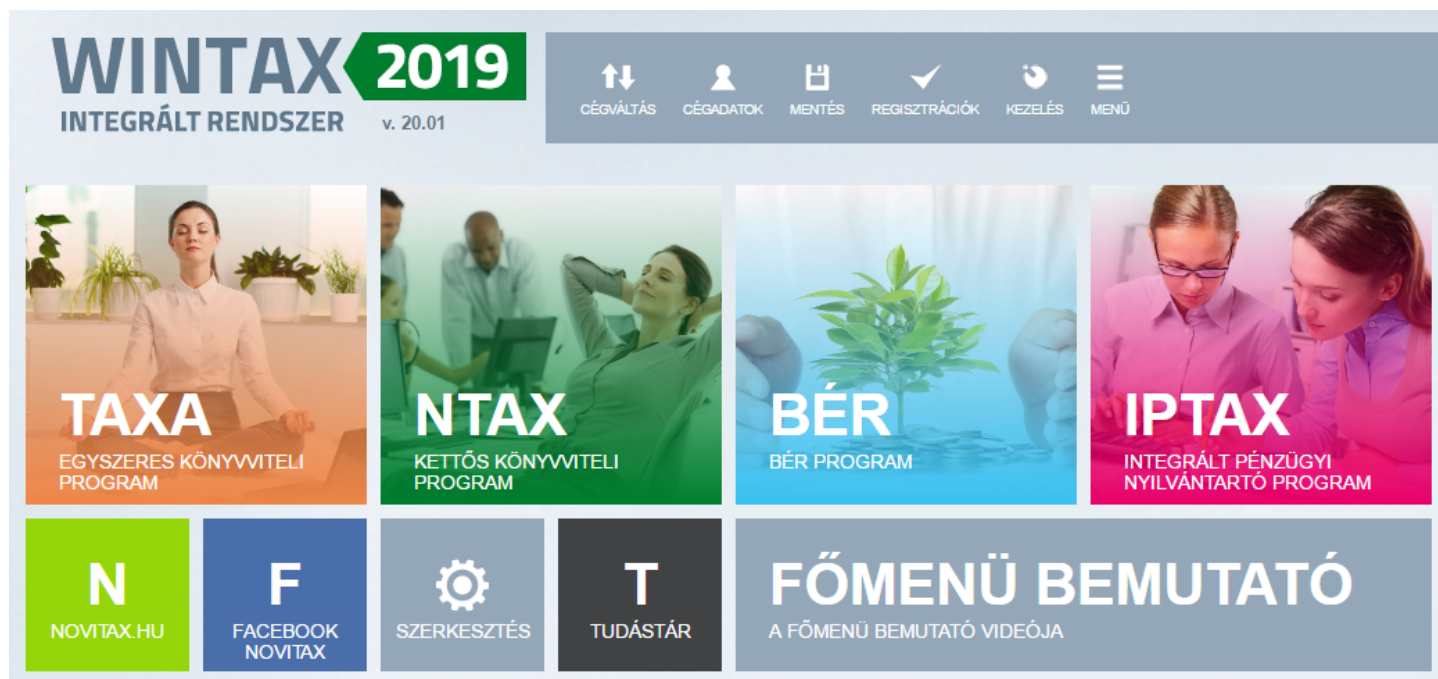 WINTAX 2019
INTEGRÁLT RENDSZER v. 20.01
CÉGVÁLTÁS CÉGADATOK MENTÉS REGISZTRÁCIÓK KEZELÉS MENÜ
TAXA
EGYSZERES KÖNYVVITELI
PROGRAM
NTAX
KETTŐS KÖNYVVITELI
PROGRAM
BÉR
BÉR PROGRAM
IPTAX
INTEGRÁLT PÉNZÜGYI
NYILVÁNTARTÓ PROGRAM
N
NOVITAX.HU
F
FACEBOOK
NOVITAX
SZERKESZTÉS
T
TUDÁSTÁR
FŐMENÜ BEMUTATÓ
A FŐMENÜ BEMUTATÓ VIDEÓJA